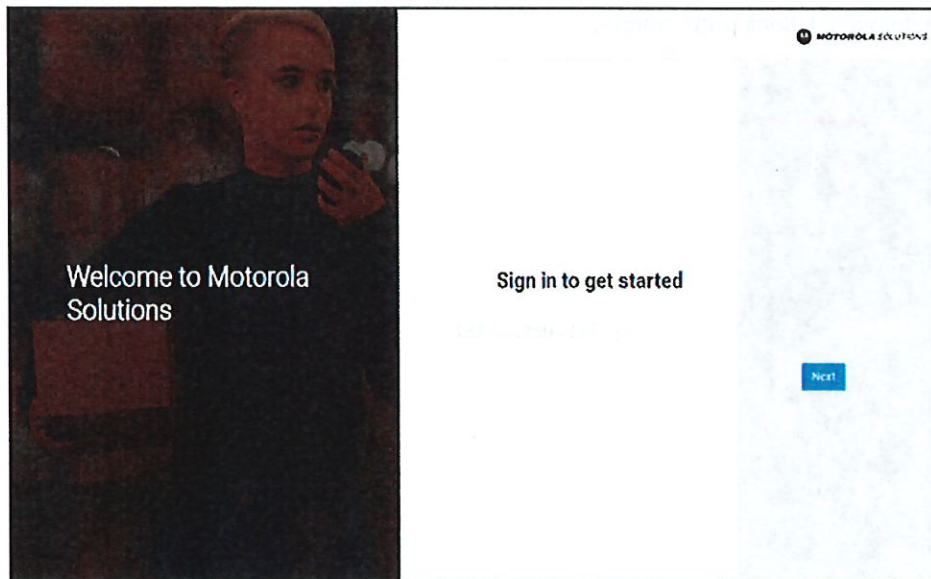 MOTOROLA SOLUTIONS
Welcome to Motorola
Solutions
Sign in to get started
Next